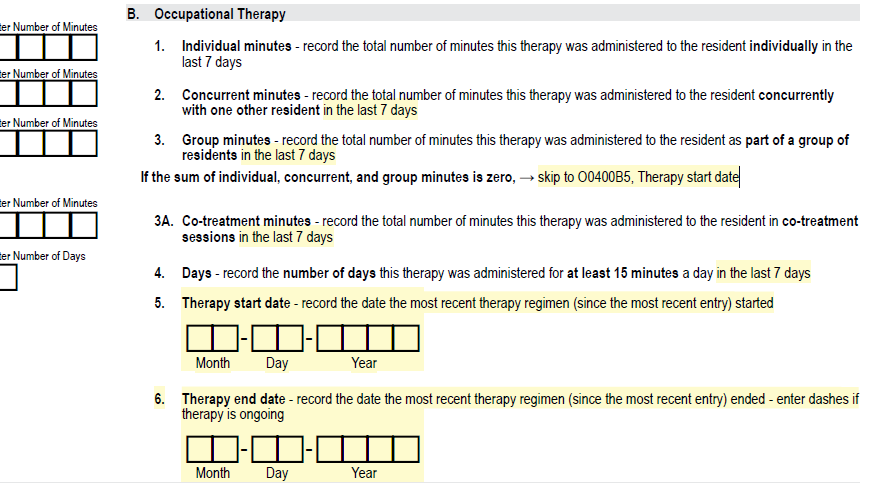 B. Occupational Therapy
ter Number of Minutes
1. Individual minutes - record the total number of minutes this therapy was administered to the resident individually in the
last 7 days
ter Number of Minutes
2. Concurrent minutes - record the total number of minutes this therapy was administered to the resident concurrently
with one other resident in the last 7 days
ter Number of Minutes
3. Group minutes - record the total number of minutes this therapy was administered to the resident as part of a group of
residents in the last 7 days
If the sum of individual, concurrent, and group minutes is zero, → skip to O0400B5, Therapy start date
ter Number of Minutes
3A. Co-treatment minutes - record the total number of minutes this therapy was administered to the resident in co-treatment
sessions in the last 7 days
ter Number of Days
4. Days - record the number of days this therapy was administered for at least 15 minutes a day in the last 7 days
5. Therapy start date - record the date the most recent therapy regimen (since the most recent entry) started
Month Day Year
6. Therapy end date - record the date the most recent therapy regimen (since the most recent entry) ended - enter dashes if
therapy is ongoing
Month Day Year